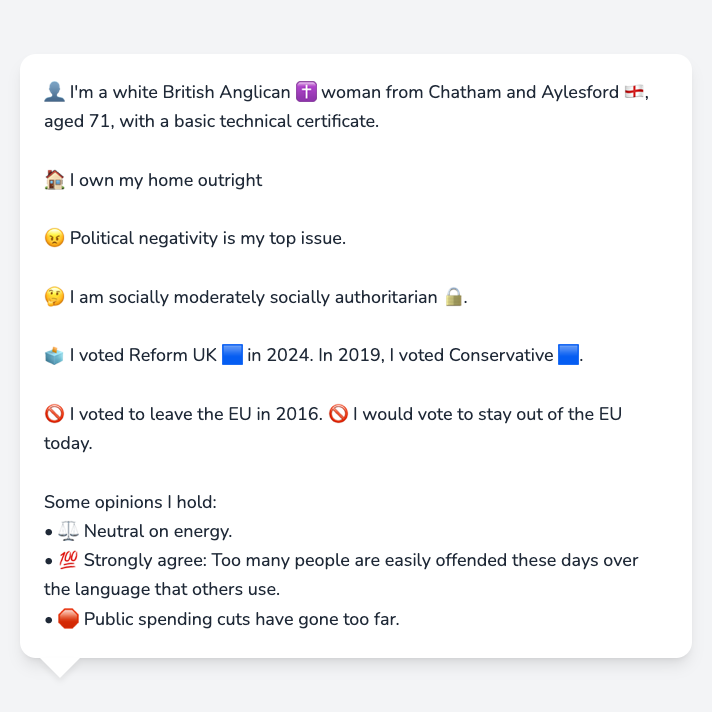 👤 I'm a white British Anglican ✝️ woman from Chatham and Aylesford 🏴󠁧󠁢󠁥󠁮󠁧󠁿,
aged 71, with a basic technical certificate.
🏠 I own my home outright
😠 Political negativity is my top issue.
🤔 I am socially moderately socially authoritarian 🔒.
🗳️ I voted Reform UK 🟦 in 2024. In 2019, I voted Conservative 🟦.
🚫 I voted to leave the EU in 2016. 🚫 I would vote to stay out of the EU
today.
Some opinions I hold:
• ⚖️ Neutral on energy.
• 💯 Strongly agree: Too many people are easily offended these days over
the language that others use.
• 🛑 Public spending cuts have gone too far.